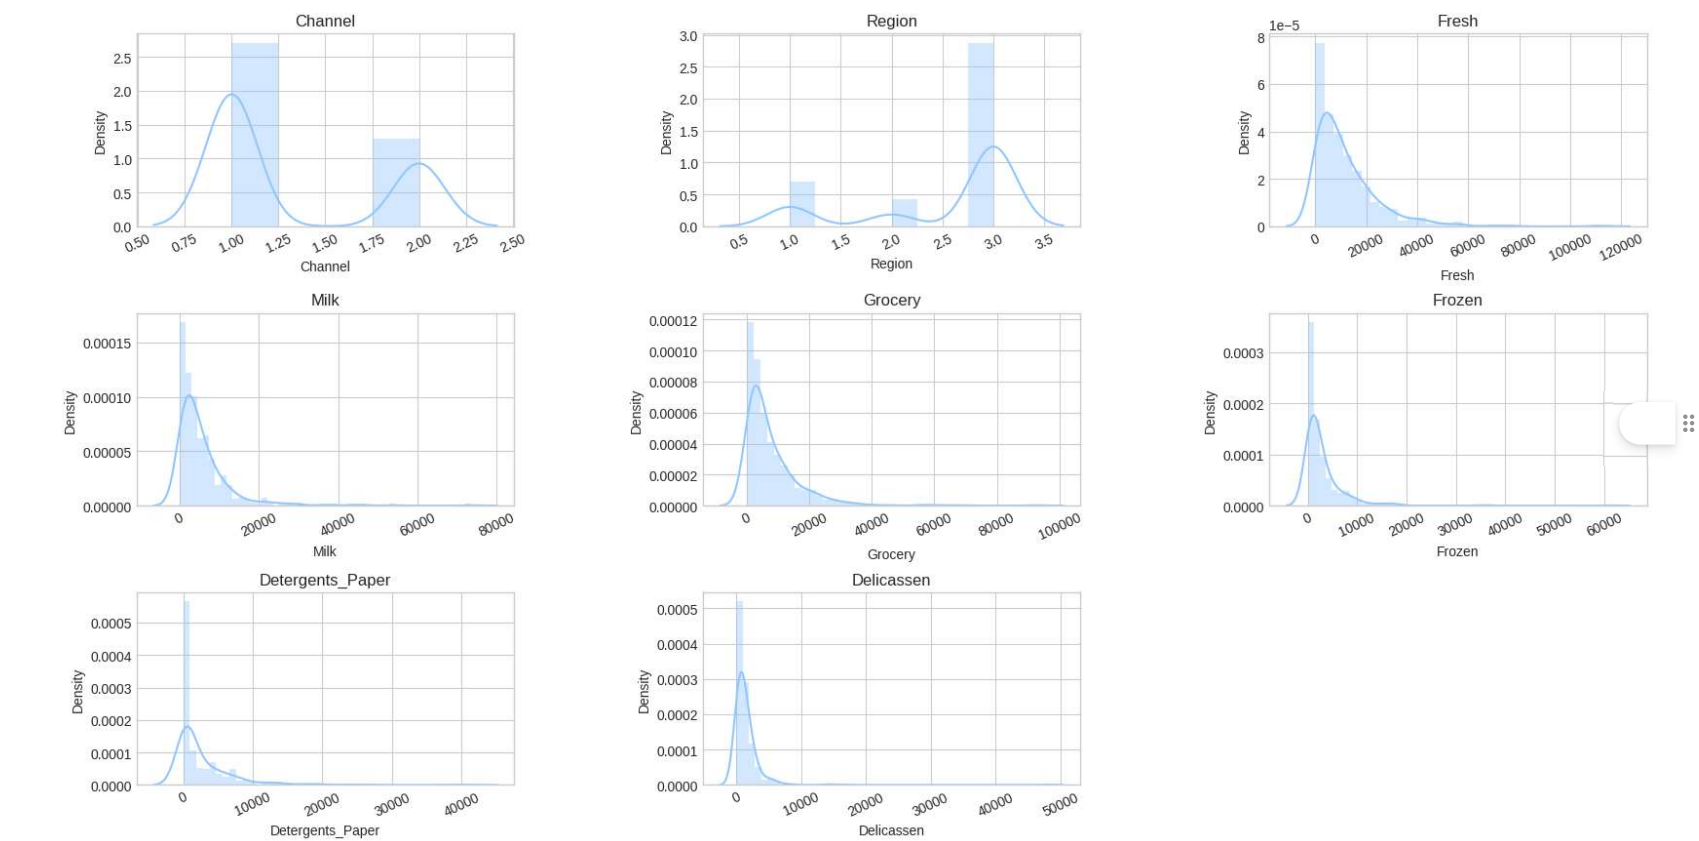 Channel
Density
2.5
2.0
1.5
1.0
0.5
0.0
0.50 0.75 1.00 1.25 1.50 1.75 2.00 2.25 2.50
Channel
Region
Density
3.0
2.5
2.0
1.5
1.0
0.5
0.0
0.5 1.0 1.5 2.0 2.5 3.0 3.5
Region
Fresh
1e−5
Density
8
6
4
2
0
0 20000 40000 60000 80000 100000 120000
Fresh
Milk
Density
0.00015
0.00010
0.00005
0.00000
0 20000 40000 60000 80000
Milk
Grocery
Density
0.00012
0.00010
0.00008
0.00006
0.00004
0.00002
0.00000
0 20000 40000 60000 80000 100000
Grocery
Frozen
Density
0.0003
0.0002
0.0001
0.0000
0 10000 20000 30000 40000 50000 60000
Frozen
Detergents_Paper
Density
0.0005
0.0004
0.0003
0.0002
0.0001
0.0000
0 10000 20000 30000 40000
Detergents_Paper
Delicassen
Density
0.0005
0.0004
0.0003
0.0002
0.0001
0.0000
0 10000 20000 30000 40000 50000
Delicassen